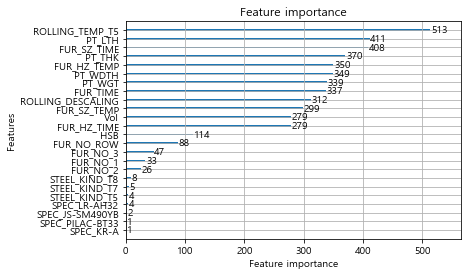 Feature importance
ROLLING_TEMP_T5 513
PT_LTH 411
FUR_SZ_TIME 408
PT_THK 370
FUR_HZ_TEMP 350
PT_WDTH 349
PT_WGT 339
FUR_TIME 337
ROLLING_DESCALING 312
FUR_SZ_TEMP 299
Vol 279
FUR_HZ_TIME 279
HSB 114
FUR_NO_ROW 88
FUR_NO_3 47
FUR_NO_1 33
FUR_NO_2 26
STEEL_KIND_T8 8
STEEL_KIND_T7 5
STEEL_KIND_T5 4
SPEC_LR-AH32 4
SPEC_JS-SM490YB 2
SPEC_PILAC-BT33 1
SPEC_KR-A 1
Features
0 100 200 300 400 500
Feature importance